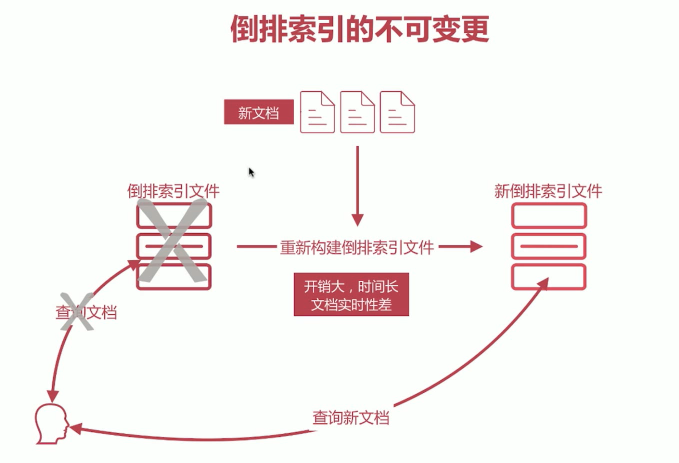 倒排索引的不可变更
新文档
倒排索引文件
新倒排索引文件
重新构建倒排索引文件
开销大，时间长
文档实时性差
查询文档
查询新文档